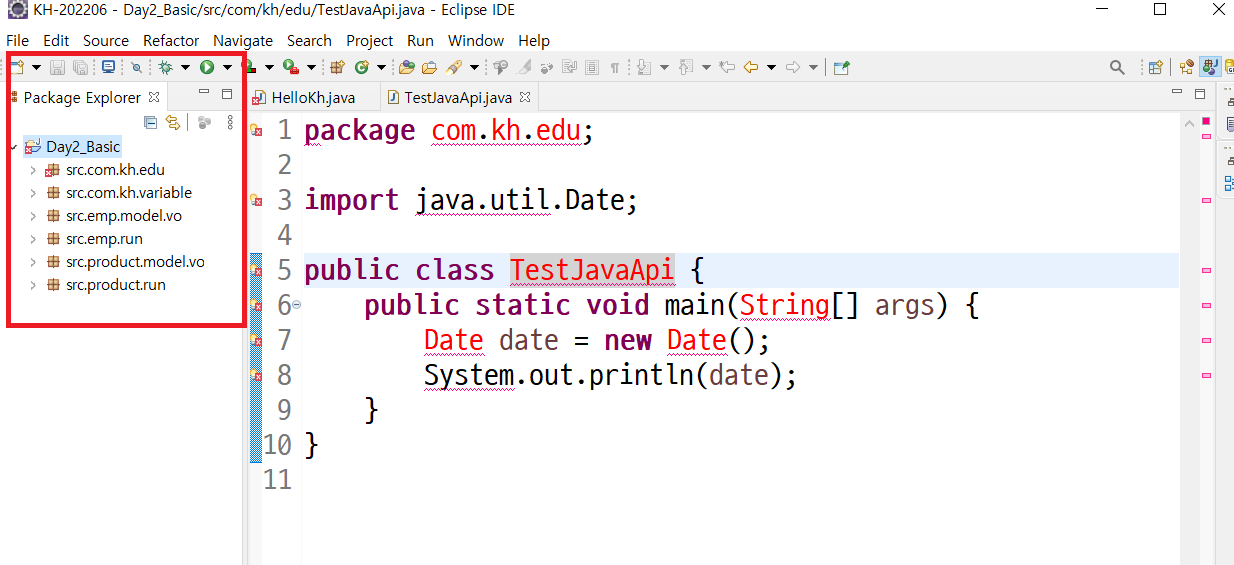 KH-202206 - Day2_Basic/src/com/kh/edu/TestJavaApi.java - Eclipse IDE
File Edit Source Refactor Navigate Search Project Run Window Help
Package Explorer
HelloKh.java
TestJavaApi.java
Day2_Basic
src.com.kh.edu
src.com.kh.variable
src.emp.model.vo
src.emp.run
src.product.model.vo
src.product.run
1 package com.kh.edu;
2
3 import java.util.Date;
4
5 public class TestJavaApi {
6 public static void main(String[] args) {
7 Date date = new Date();
8 System.out.println(date);
9 }
10 }
11